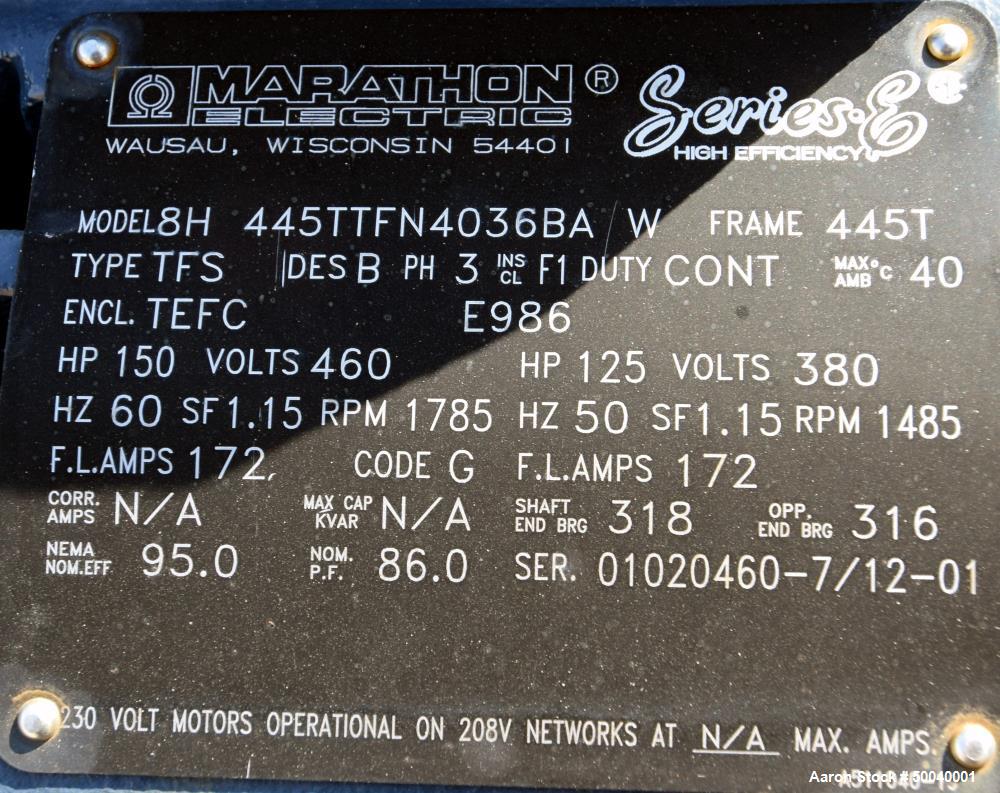 MARATHON ®
ELECTRIC
WAUSAU, WISCONSIN 54401
Series·E
HIGH EFFICIENCY
MODEL 8H 445TTFN4036BA W FRAME 445T
TYPE TFS DES B PH 3 INS CL F1 DUTY CONT MAX AMB °C 40
ENCL. TEFC E986
HP 150 VOLTS 460 HP 125 VOLTS 380
HZ 60 SF 1.15 RPM 1785 HZ 50 SF 1.15 RPM 1485
F.L.AMPS 172, CODE G F.L.AMPS 172
CORR. AMPS N/A MAX CAP KVAR N/A SHAFT END BRG 318 OPP. END BRG 316
NEMA NOM.EFF 95.0 NOM. P.F. 86.0 SER. 01020460-7/12-01
230 VOLT MOTORS OPERATIONAL ON 208V NETWORKS AT N/A MAX. AMPS.
Aaron Stock # 50040001